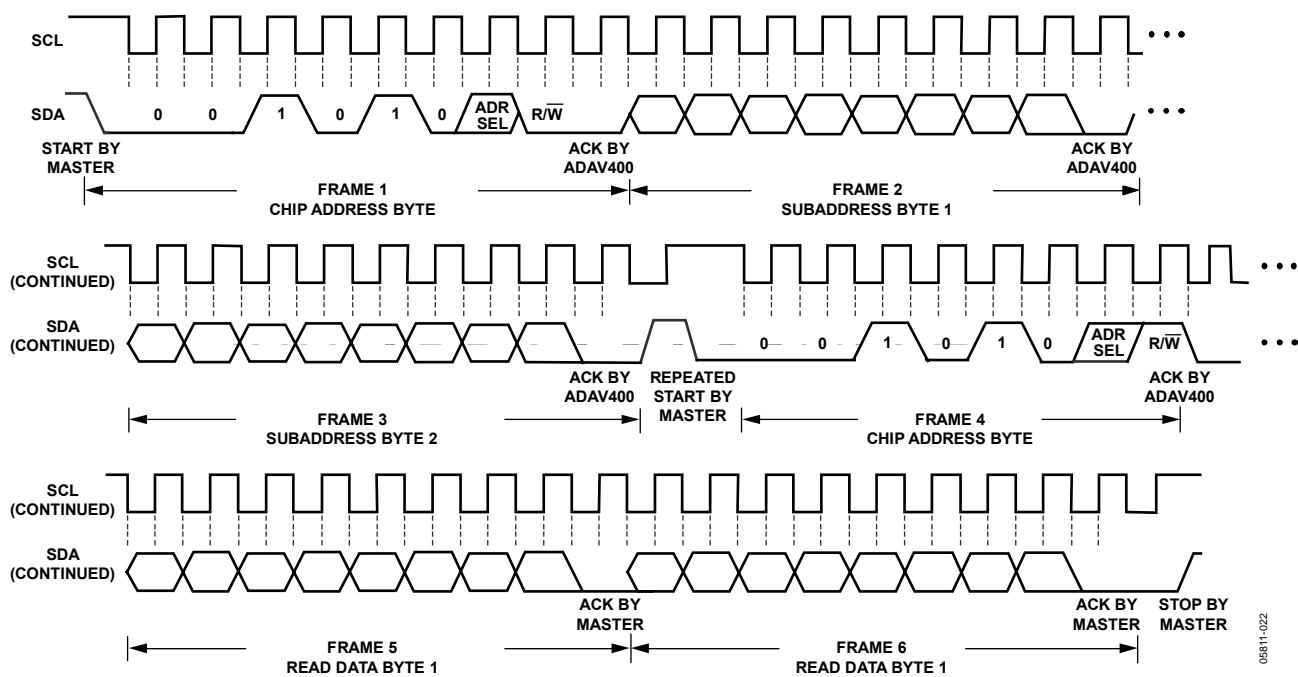 SCL
SDA
0 0 1 0 1 0 ADR SEL R/W̅
START BY MASTER
ACK BY ADAV400
ACK BY ADAV400
FRAME 1
CHIP ADDRESS BYTE
FRAME 2
SUBADDRESS BYTE 1
SCL
(CONTINUED)
SDA
(CONTINUED)
0 0 1 0 1 0 ADR SEL R/W̅
ACK BY ADAV400
REPEATED START BY MASTER
ACK BY ADAV400
FRAME 3
SUBADDRESS BYTE 2
FRAME 4
CHIP ADDRESS BYTE
SCL
(CONTINUED)
SDA
(CONTINUED)
ACK BY MASTER
ACK BY MASTER
STOP BY MASTER
FRAME 5
READ DATA BYTE 1
FRAME 6
READ DATA BYTE 1
05811-022